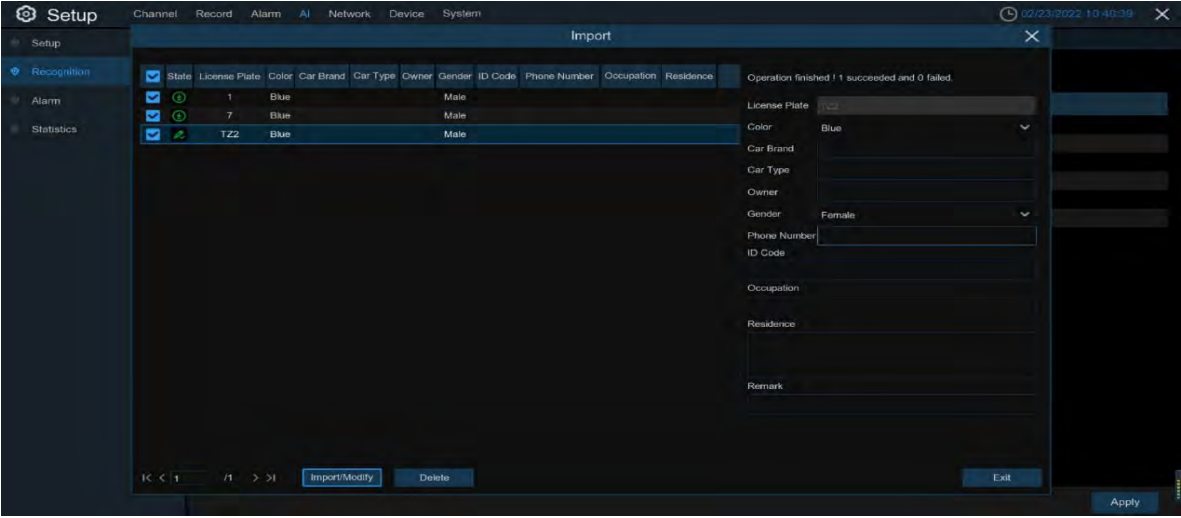 Setup Channel Record Alarm AI Network Device System 02/23/2022 10:40:39
Import
Setup
Recognition
Alarm
Statistics
State License Plate Color Car Brand Car Type Owner Gender ID Code Phone Number Occupation Residence
1 Blue Male
7 Blue Male
TZ2 Blue Male
Operation finished ! 1 succeeded and 0 failed.
License Plate TZ2
Color Blue
Car Brand
Car Type
Owner
Gender Female
Phone Number
ID Code
Occupation
Residence
Remark
1 /1 Import/Modify Delete Exit
Apply